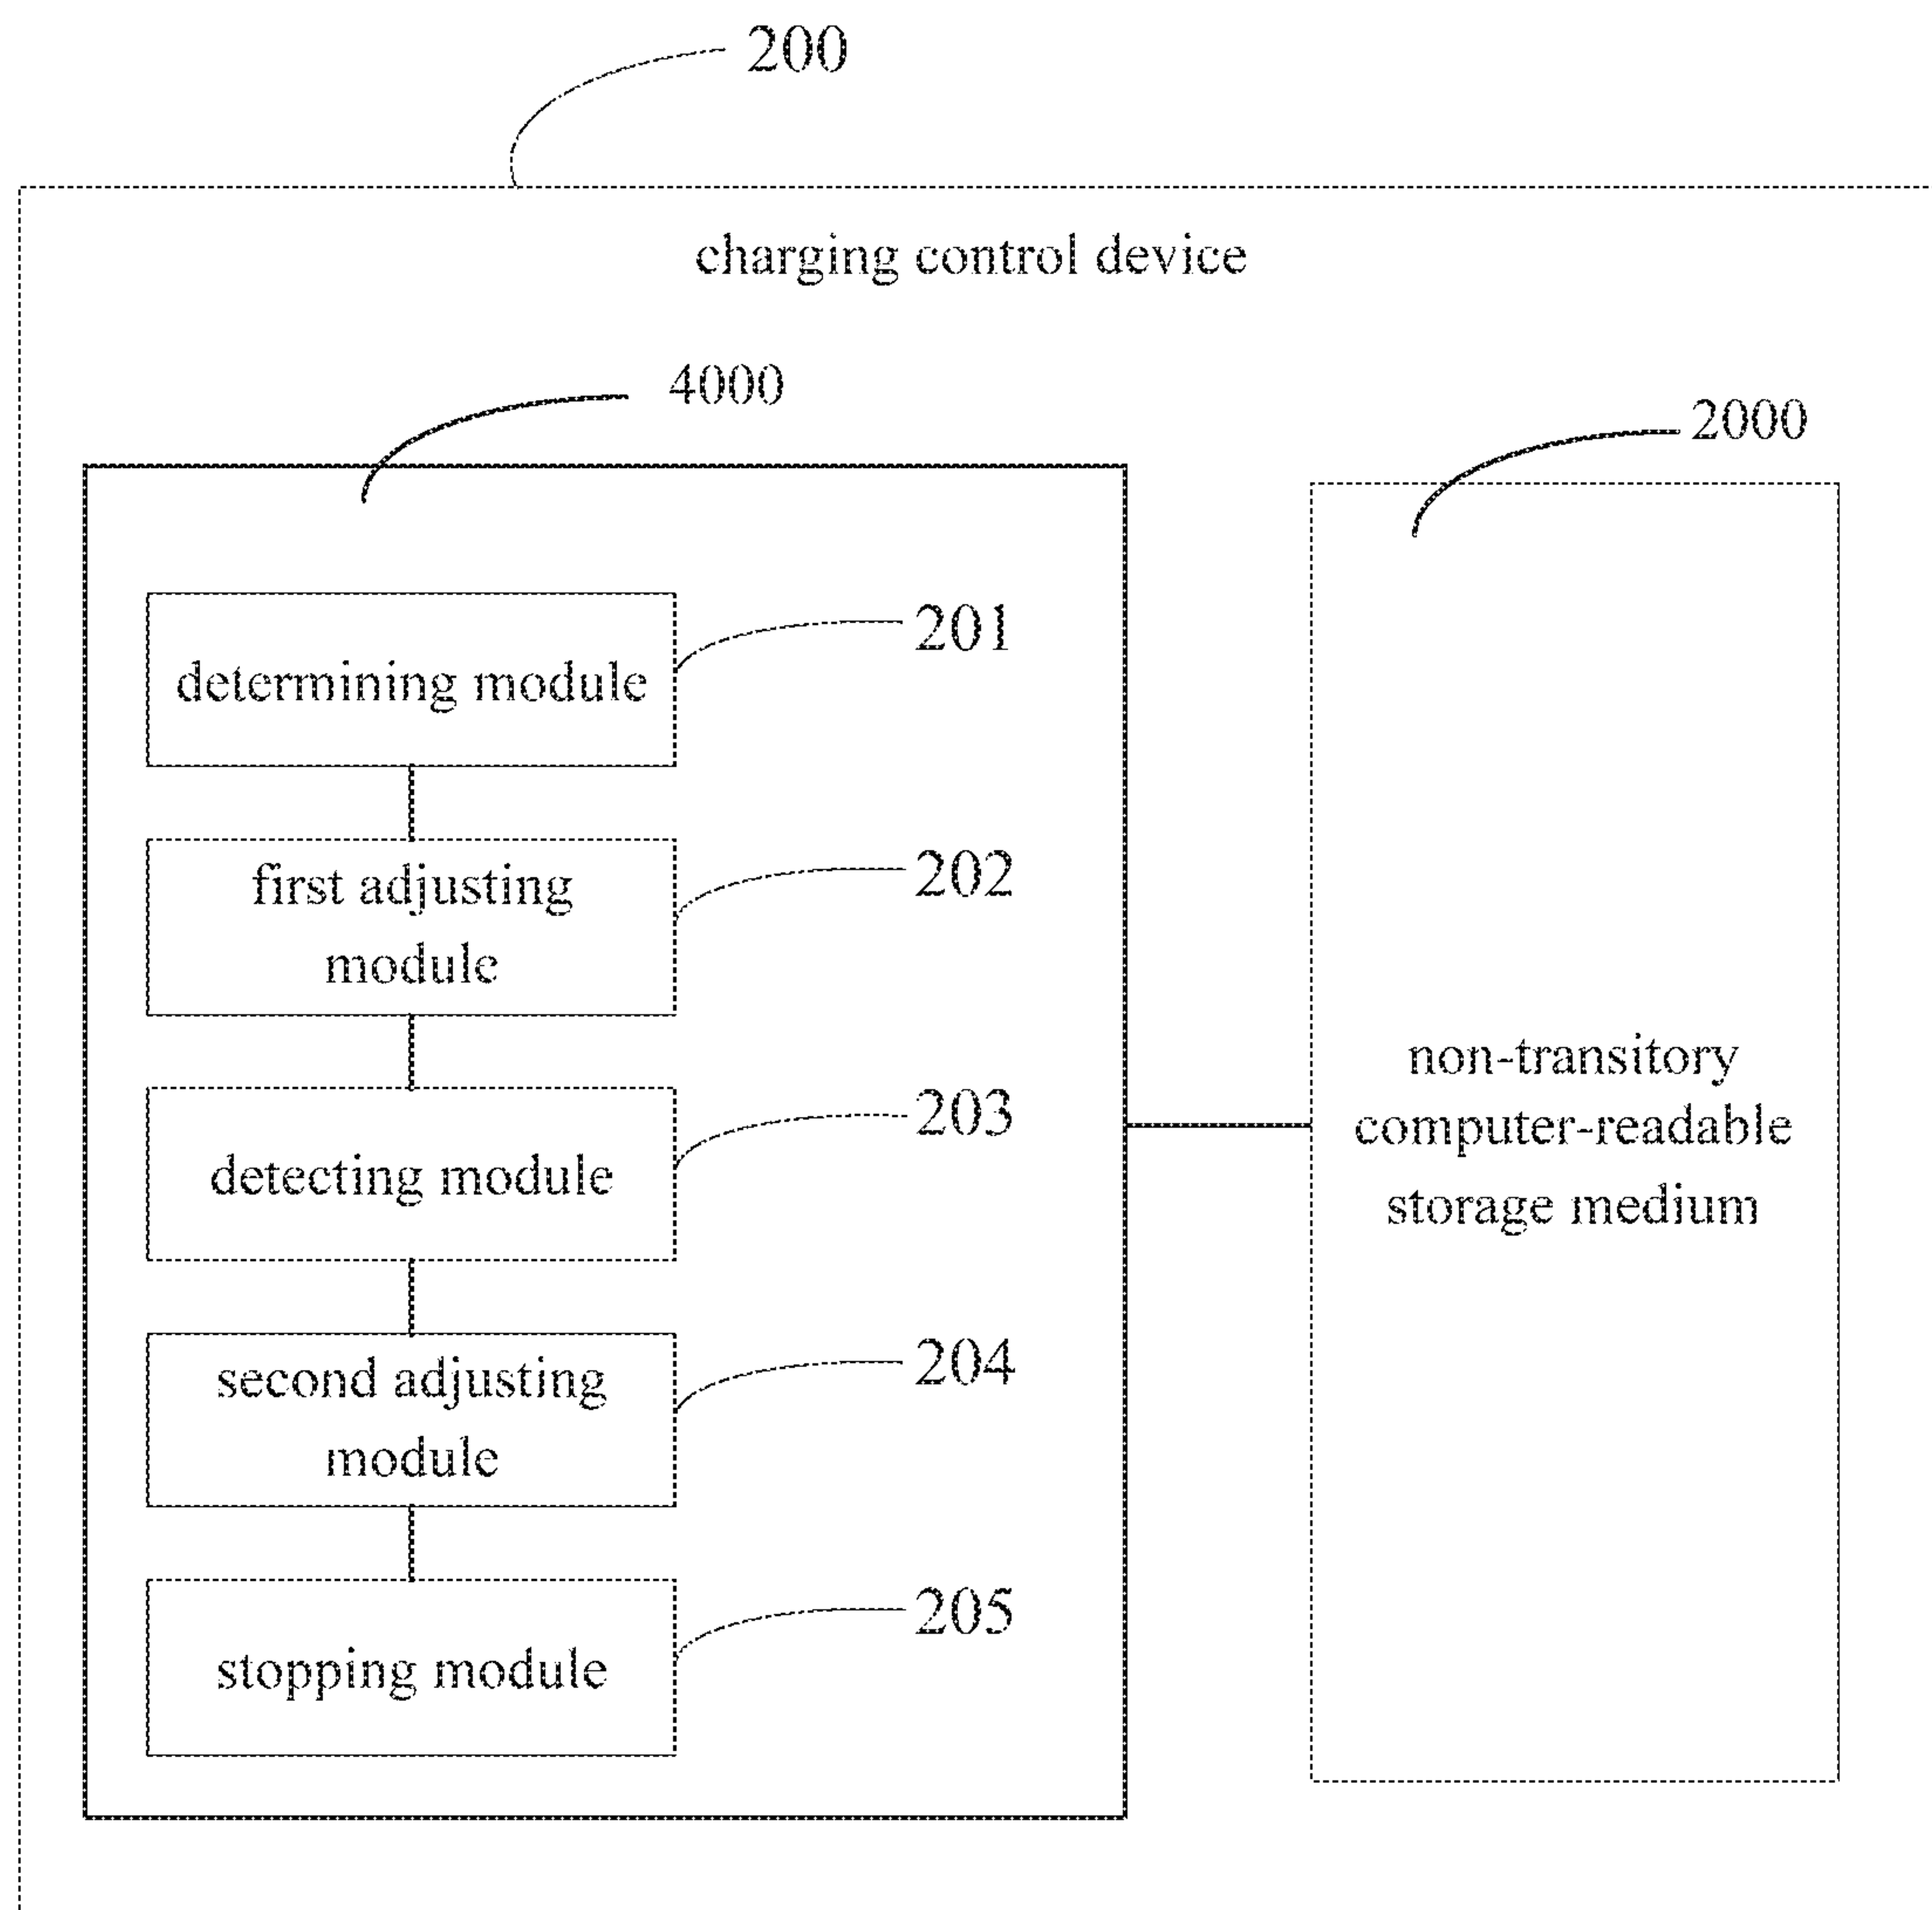 200
charging control device
4000
2000
determining module
201
first adjusting
module
202
detecting module
203
second adjusting
module
204
stopping module
205
non-transitory
computer-readable
storage medium